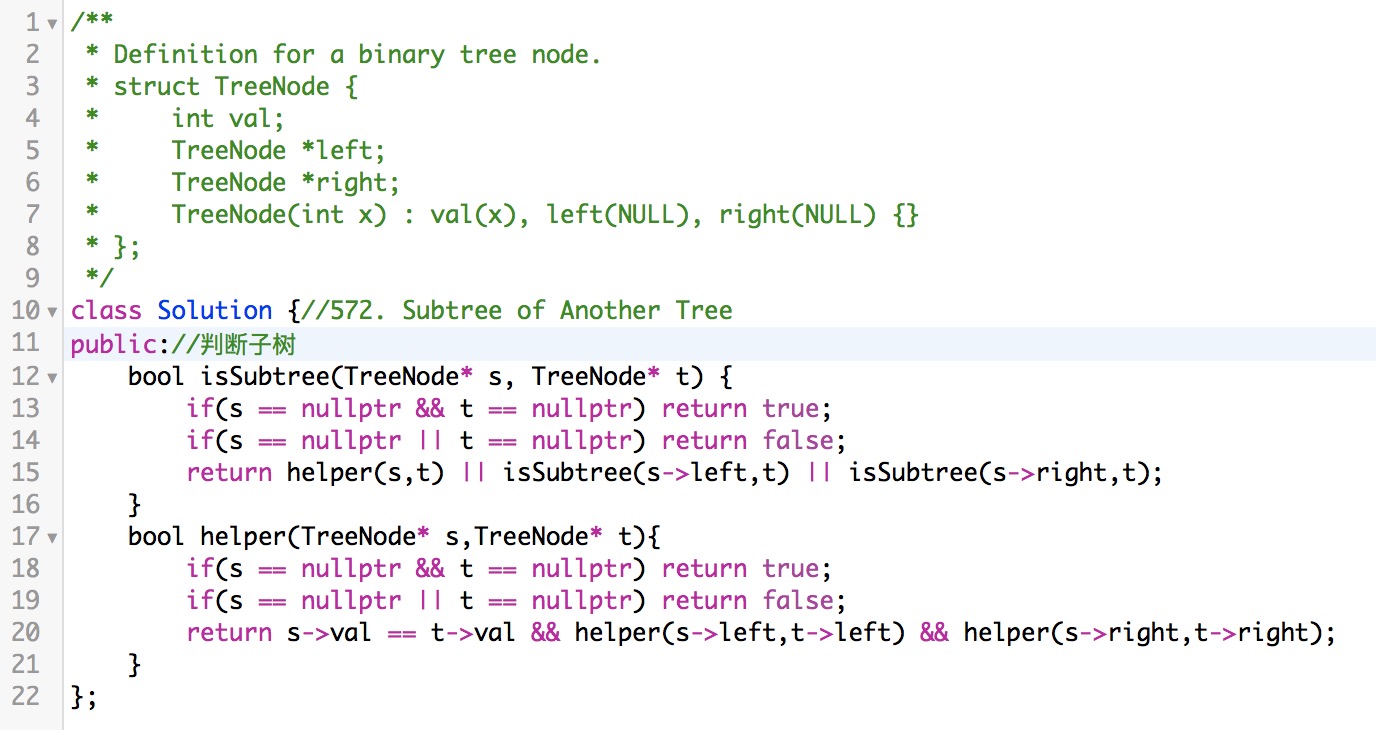 1 /**
2  * Definition for a binary tree node.
3  * struct TreeNode {
4  *     int val;
5  *     TreeNode *left;
6  *     TreeNode *right;
7  *     TreeNode(int x) : val(x), left(NULL), right(NULL) {}
8  * };
9  */
10 class Solution {//572. Subtree of Another Tree
11 public://判断子树
12     bool isSubtree(TreeNode* s, TreeNode* t) {
13         if(s == nullptr && t == nullptr) return true;
14         if(s == nullptr || t == nullptr) return false;
15         return helper(s,t) || isSubtree(s->left,t) || isSubtree(s->right,t);
16     }
17     bool helper(TreeNode* s,TreeNode* t){
18         if(s == nullptr && t == nullptr) return true;
19         if(s == nullptr || t == nullptr) return false;
20         return s->val == t->val && helper(s->left,t->left) && helper(s->right,t->right);
21     }
22 };